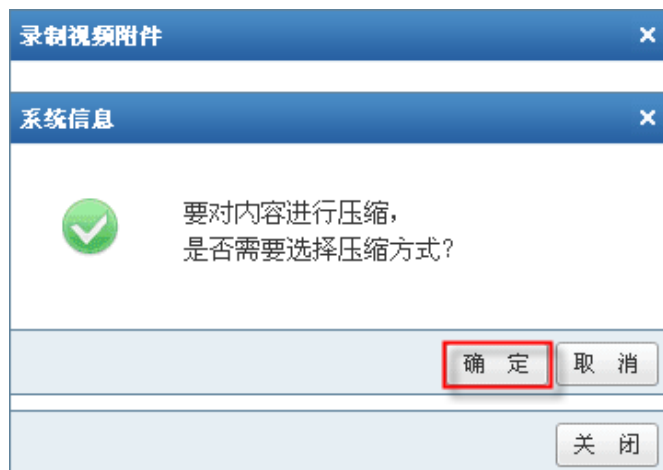 录制视频附件
系统信息
要对内容进行压缩，
是否需要选择压缩方式？
确 定 取 消
关 闭